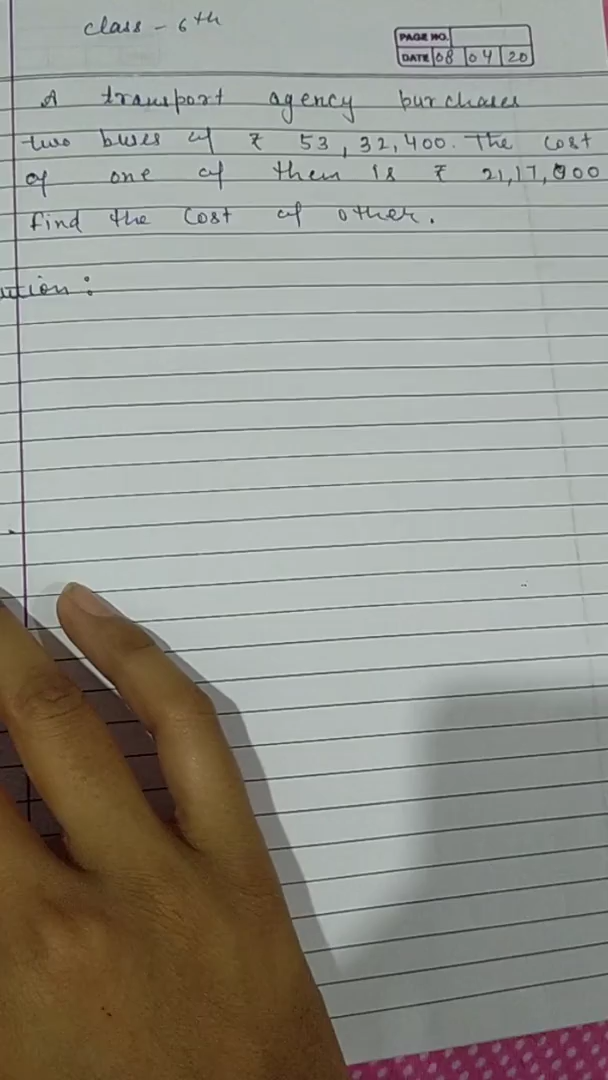 class - 6th
PAGE NO.
DATE 08 04 20
A transport agency purchases
two buses of ₹ 53,32,400. The cost
of one of them is ₹ 21,17,000
find the cost of other.
ution: